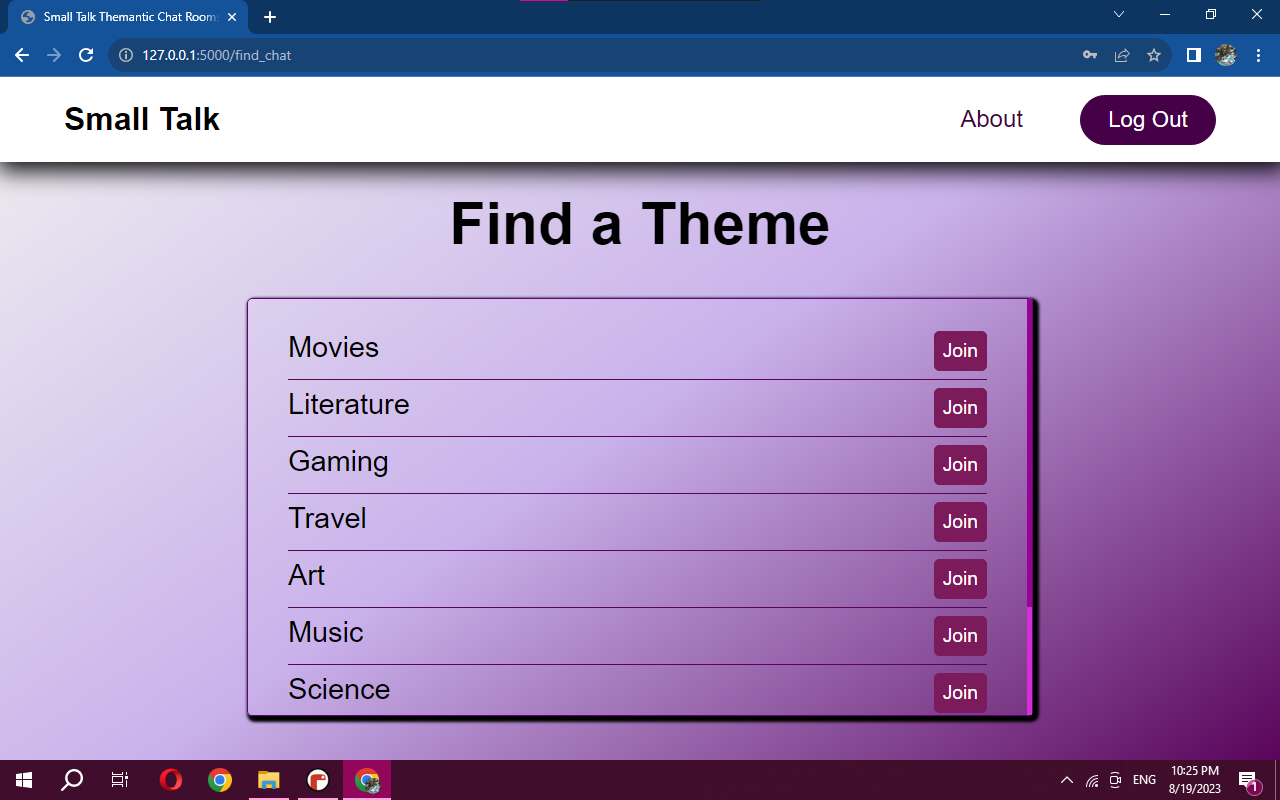 Small Talk Themantic Chat Room
127.0.0.1:5000/find_chat
Small Talk
About
Log Out
Find a Theme
Movies
Join
Literature
Join
Gaming
Join
Travel
Join
Art
Join
Music
Join
Science
Join
ENG
10:25 PM
8/19/2023
1